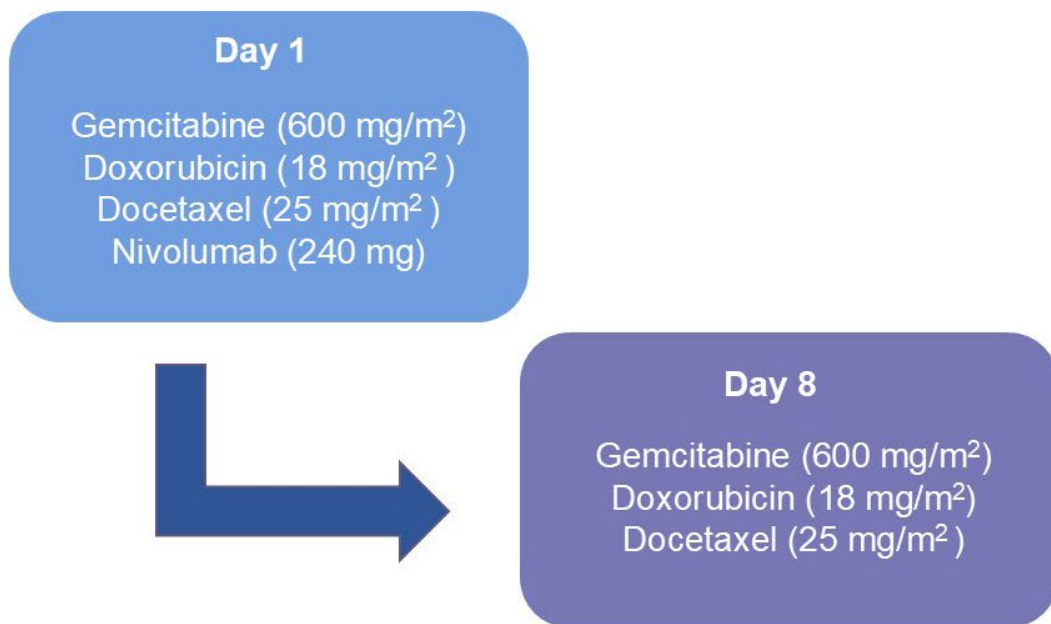 Day 1
Gemcitabine (600 mg/m²)
Doxorubicin (18 mg/m² )
Docetaxel (25 mg/m² )
Nivolumab (240 mg)
Day 8
Gemcitabine (600 mg/m²)
Doxorubicin (18 mg/m²)
Docetaxel (25 mg/m² )